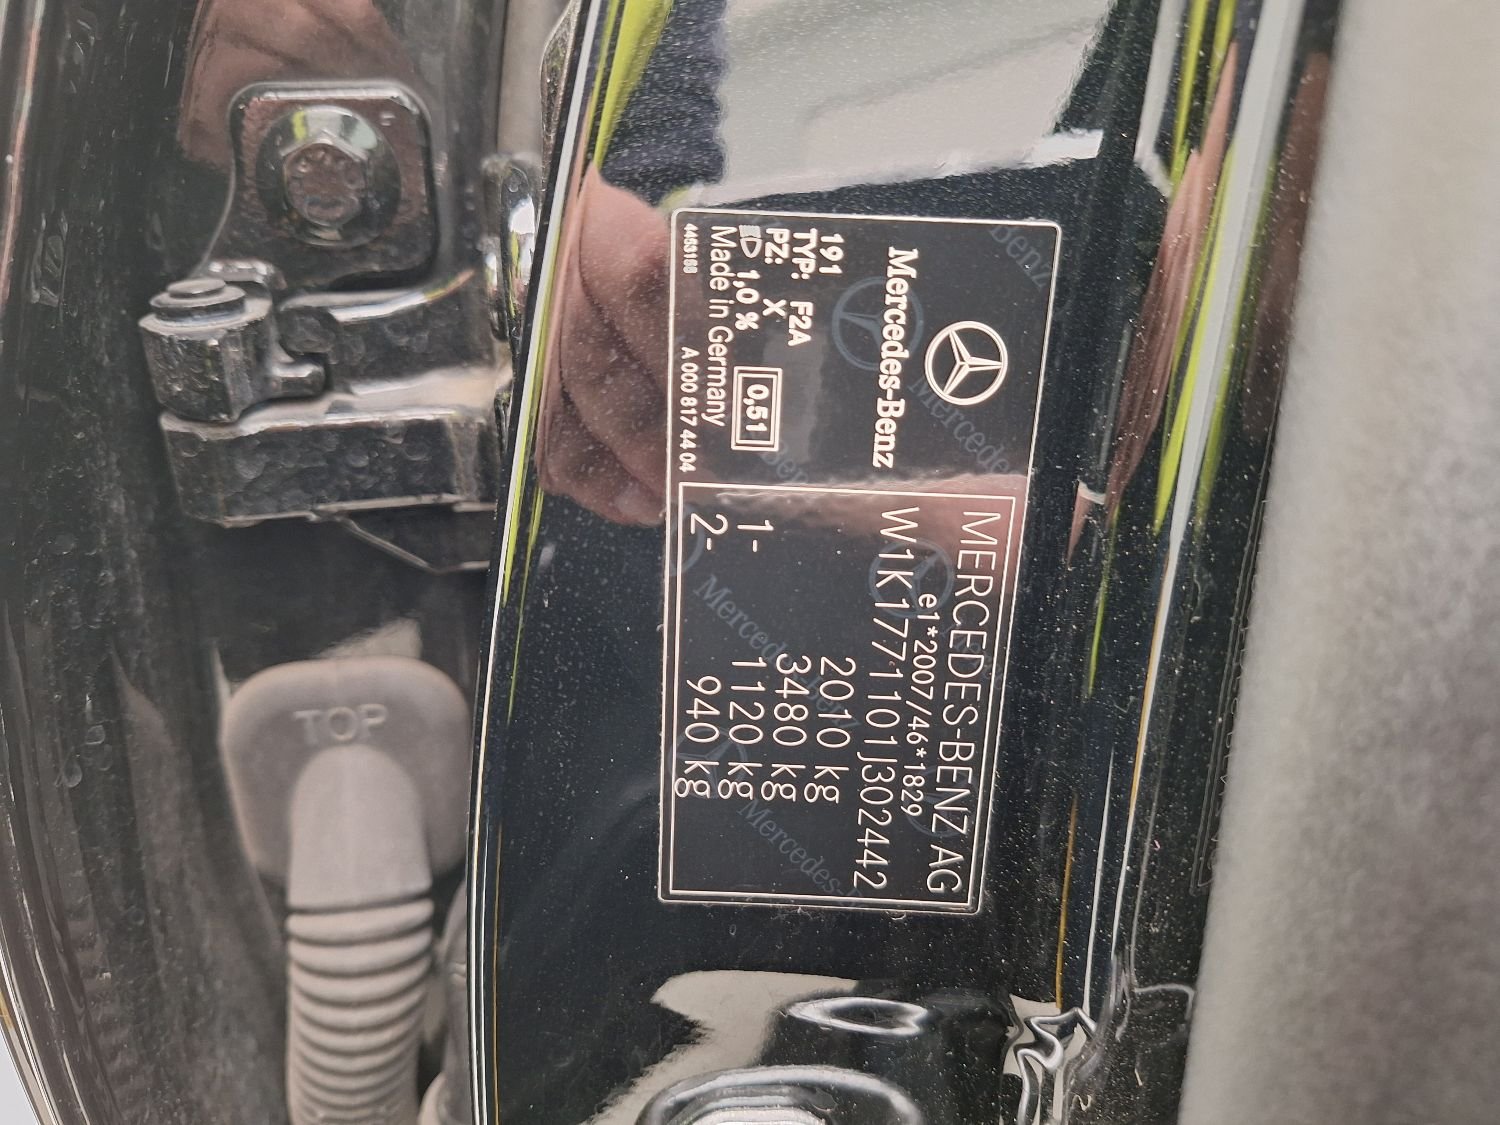 Mercedes-Benz
191
TYP: F2A
PZ: X
1,0 %
0,51
Made in Germany
4453188 A 000 817 44 04
MERCEDES-BENZ AG
e1*2007/46*1829
W1K1771101J302442
2010 kg
3480 kg
1- 1120 kg
2- 940 kg
TOP